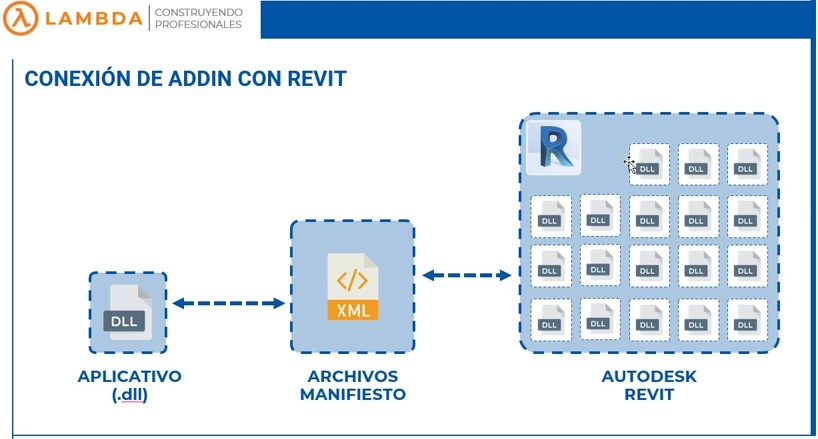 LAMBDA
CONSTRUYENDO
PROFESIONALES
CONEXIÓN DE ADDIN CON REVIT
R
DLL DLL DLL
DLL DLL DLL DLL DLL
DLL DLL DLL DLL DLL
DLL DLL DLL DLL DLL
</>
XML
DLL
APLICATIVO
(.dll)
ARCHIVOS
MANIFIESTO
AUTODESK
REVIT